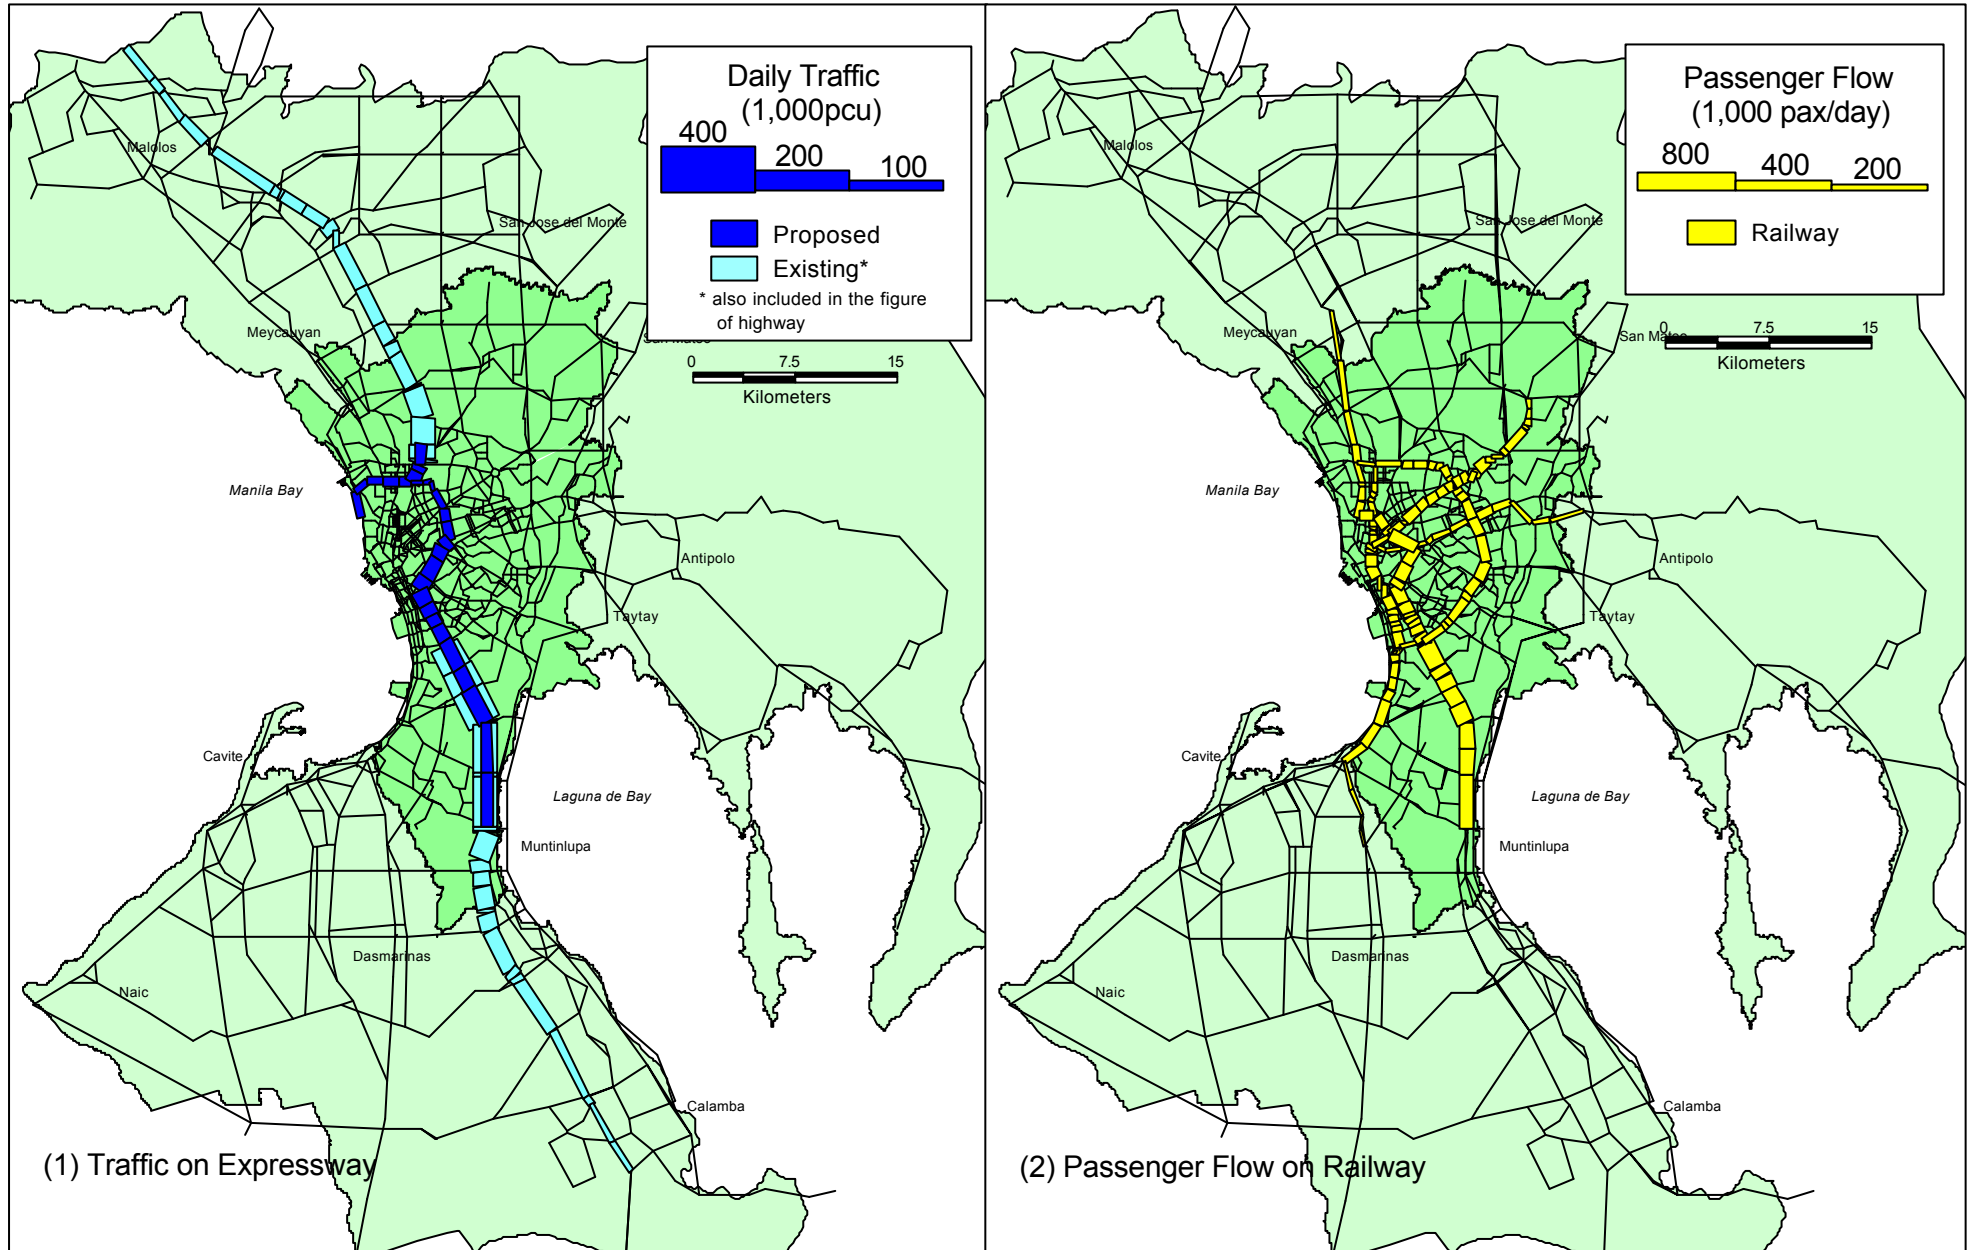 Daily Traffic
(1,000pcu)
400
200
100
Proposed
Existing*
* also included in the figure
of highway
0 7.5 15
Kilometers
Malolos
San Jose del Monte
Meycauyan
Manila Bay
Antipolo
Taytay
Cavite
Laguna de Bay
Muntinlupa
Dasmarinas
Naic
Calamba
(1) Traffic on Expressway
Passenger Flow
(1,000 pax/day)
800
400
200
Railway
0 7.5 15
Kilometers
Malolos
San Jose del Monte
Meycauyan
San Mateo
Manila Bay
Antipolo
Taytay
Cavite
Laguna de Bay
Muntinlupa
Dasmarinas
Naic
Calamba
(2) Passenger Flow on Railway